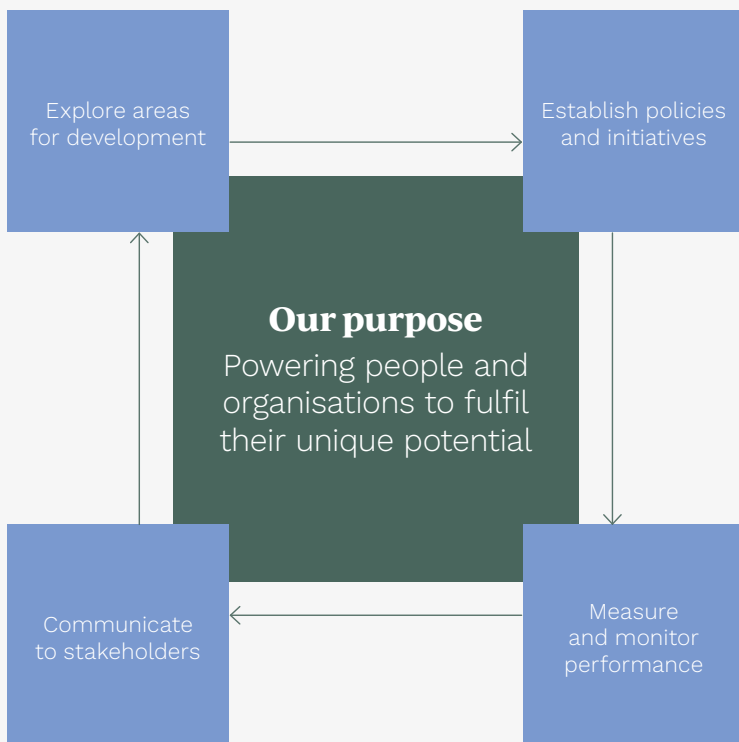 Explore areas
for development
Establish policies
and initiatives
Our purpose
Powering people and
organisations to fulfil
their unique potential
Communicate
to stakeholders
Measure
and monitor
performance